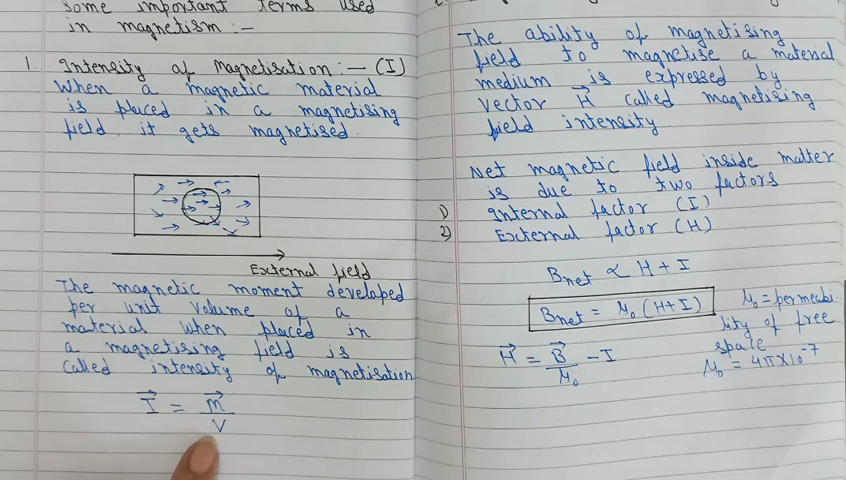 some important terms used
in magnetism :-
1. Intensity of Magnetisation :- (I)
When a magnetic material
is placed in a magnetising
field, it gets magnetised.
External field
The magnetic moment developed
per unit volume of a
material when placed in
a magnetising field is
called intensity of magnetisation
I⃗ = m⃗/V
The ability of magnetising
field to magnetise a material
medium is expressed by
vector H⃗ called magnetising
field intensity
Net magnetic field inside matter
is due to two factors
1) Internal factor (I)
2) External factor (H)
Bnet ∝ H + I
Bnet = μ₀ (H+I)
μ₀ = permeabi
lity of free
space
μ₀ = 4π×10⁻⁷
H⃗ = B⃗/μ₀ - I